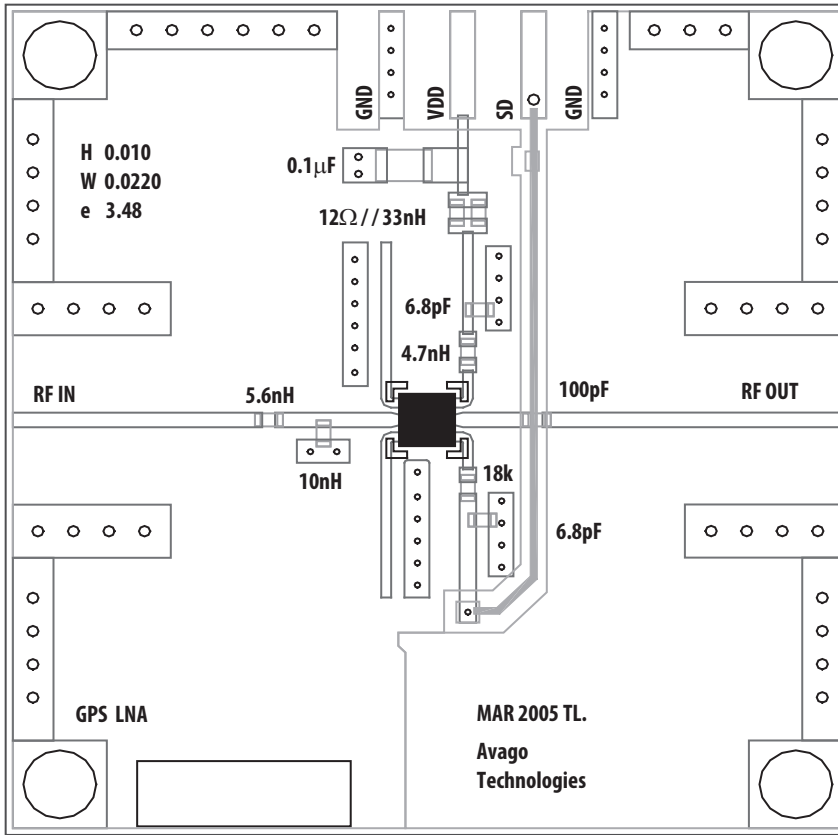 GND
VDD
SD
GND
H 0.010
W 0.0220
e 3.48
0.1µF
12Ω//33nH
6.8pF
4.7nH
RF IN
5.6nH
100pF
RF OUT
10nH
18k
6.8pF
GPS LNA
MAR 2005 TL.
Avago
Technologies